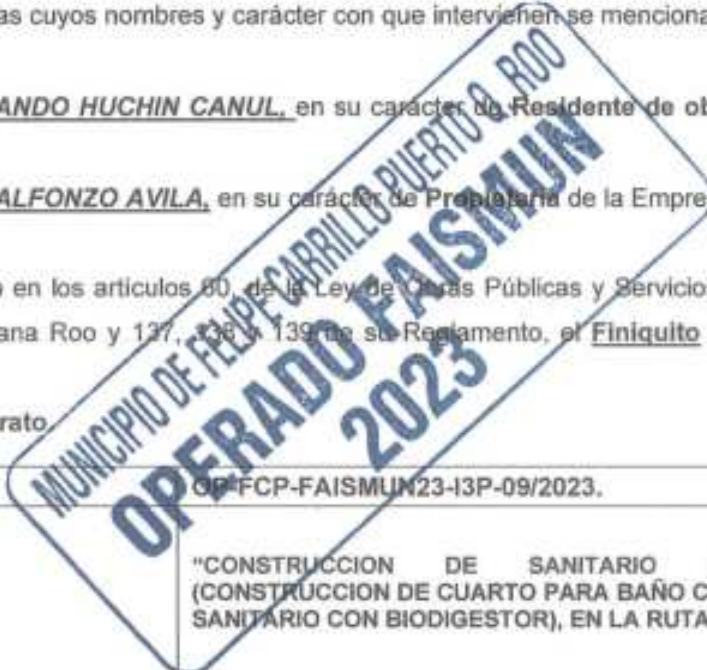 as cuyos nombres y carácter con que intervienen se menciona
ANDO HUCHIN CANUL, en su carácter de Residente de ob
ALFONZO AVILA, en su carácter de Propietaria de la Empre
en los artículos 60, de la Ley de Obras Públicas y Servicio
ana Roo y 137, 138 y 139 de su Reglamento, el Finiquito
rato.
OP-FCP-FAISMUN23-I3P-09/2023.
"CONSTRUCCION DE SANITARIO
(CONSTRUCCION DE CUARTO PARA BAÑO C
SANITARIO CON BIODIGESTOR), EN LA RUTA
MUNICIPIO DE FELIPE CARRILLO PUERTO Q. ROO
OPERADO FAISMUN
2023